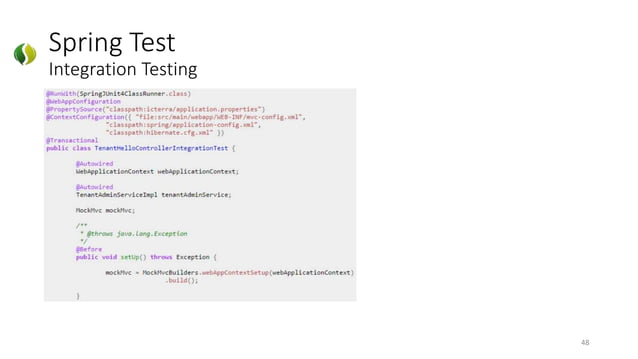 Spring Test
Integration Testing
@RunWith(SpringJUnit4ClassRunner.class)
@WebAppConfiguration
@PropertySource("classpath:icterra/application.properties")
@ContextConfiguration({ "file:src/main/webapp/WEB-INF/mvc-config.xml",
"classpath:spring/application-config.xml",
"classpath:hibernate.cfg.xml" })
@Transactional
public class TenantHelloControllerIntegrationTest {
@Autowired
WebApplicationContext webApplicationContext;
@Autowired
TenantAdminServiceImpl tenantAdminService;
MockMvc mockMvc;
/**
* @throws java.lang.Exception
*/
@Before
public void setUp() throws Exception {
mockMvc = MockMvcBuilders.webAppContextSetup(webApplicationContext)
.build();
}
48